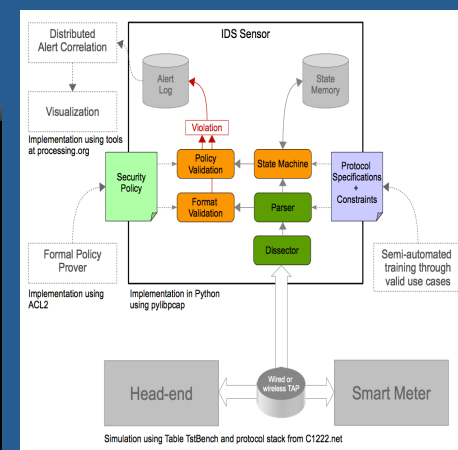 Distributed
Alert Correlation
IDS Sensor
Alert
Log
State
Memory
Visualization
Implementation using tools
at processing.org
Violation
Security
Policy
Policy
Validation
State Machine
Protocol
Specifications
+
Constraints
Format
Validation
Parser
Dissector
Formal Policy
Prover
Semi-automated
training through
valid use cases
Implementation using
ACL2
Implementation in Python
using pylibpcap
Head-end
Wired or
wireless TAP
Smart Meter
Simulation using Table TstBench and protocol stack from C1222.net